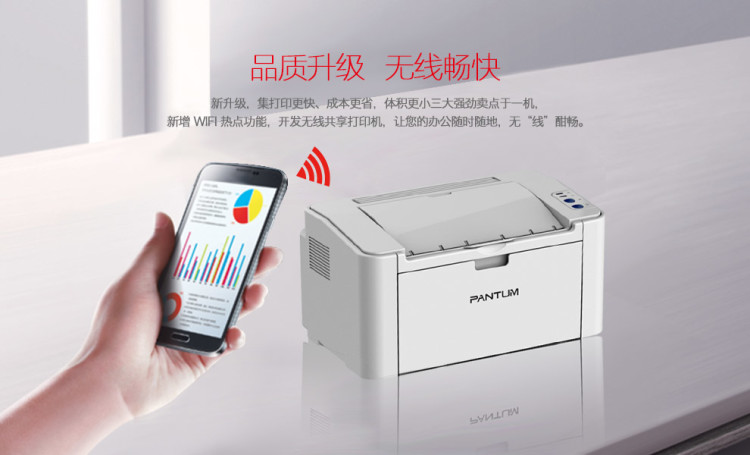 品质升级 无线畅快
新升级，集打印更快、成本更省，体积更小三大强劲卖点于一机，
新增 WIFI 热点功能，开发无线共享打印机，让您的办公随时随地，无“线”酣畅。
PANTUM